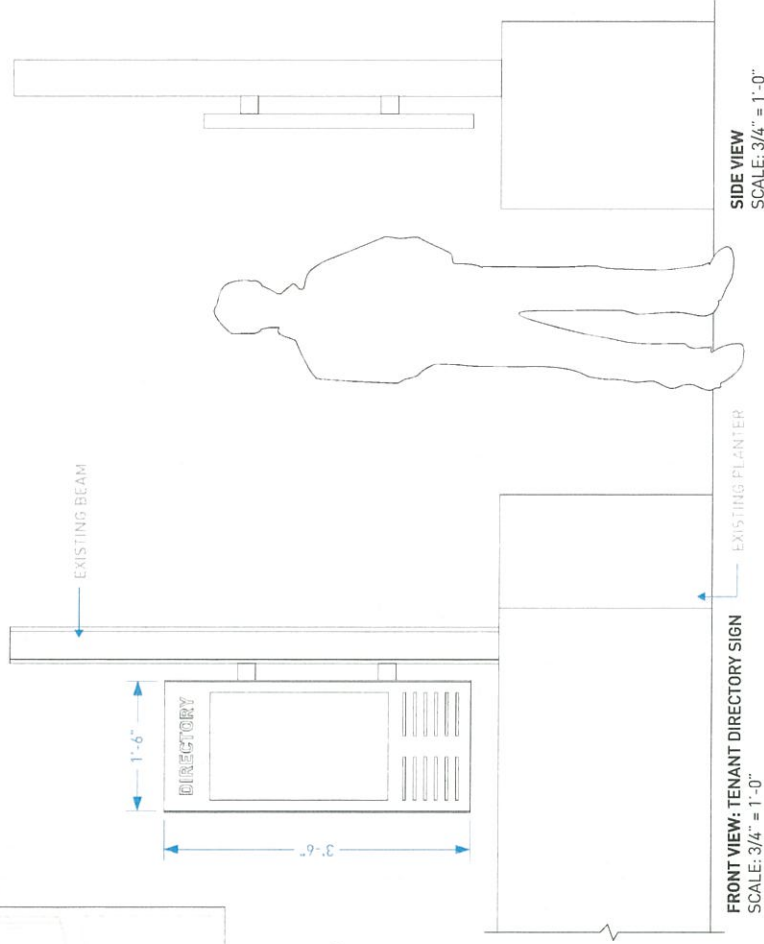 EXISTING BEAM
1'-6"
DIRECTORY
3'-6"
EXISTING PLANTER
FRONT VIEW: TENANT DIRECTORY SIGN
SCALE: 3/4" = 1'-0"
SIDE VIEW
SCALE: 3/4" = 1'-0"